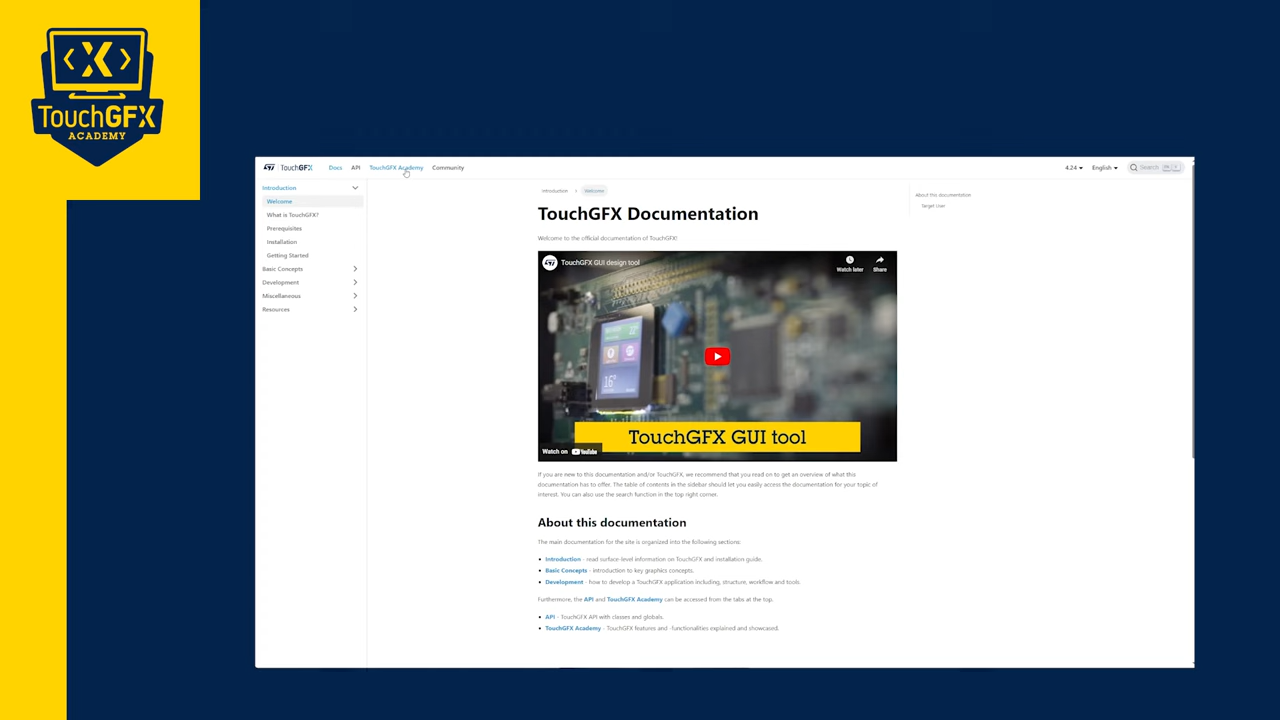 TouchGFX
ACADEMY
TouchGFX Docs API TouchGFX Academy Community 4.24 English Search
Introduction
Welcome
What is TouchGFX?
Prerequisites
Installation
Getting Started
Basic Concepts
Development
Miscellaneous
Resources
Introduction > Welcome
TouchGFX Documentation
Welcome to the official documentation of TouchGFX!
TouchGFX GUI design tool
Watch later Share
TouchGFX GUI tool
Watch on YouTube
If you are new to this documentation and/or TouchGFX, we recommend that you read on to get an overview of what this
documentation has to offer. The table of contents in the sidebar should let you easily access the documentation for your topic of
interest. You can also use the search function in the top right corner.
About this documentation
The main documentation for the site is organized into the following sections:
• Introduction - read surface-level information on TouchGFX and installation guide.
• Basic Concepts - introduction to key graphics concepts.
• Development - how to develop a TouchGFX application including, structure, workflow and tools.
Furthermore, the API and TouchGFX Academy can be accessed from the tabs at the top.
• API - TouchGFX API with classes and globals.
• TouchGFX Academy - TouchGFX features and -functionalities explained and showcased.
About this documentation
Target User